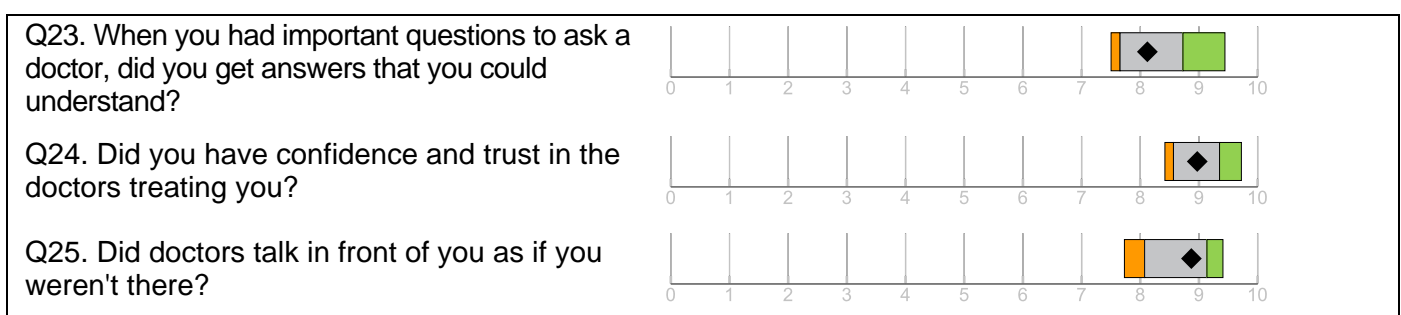 Q23. When you had important questions to ask a
doctor, did you get answers that you could
understand?
0 1 2 3 4 5 6 7 8 9 10
Q24. Did you have confidence and trust in the
doctors treating you?
0 1 2 3 4 5 6 7 8 9 10
Q25. Did doctors talk in front of you as if you
weren't there?
0 1 2 3 4 5 6 7 8 9 10